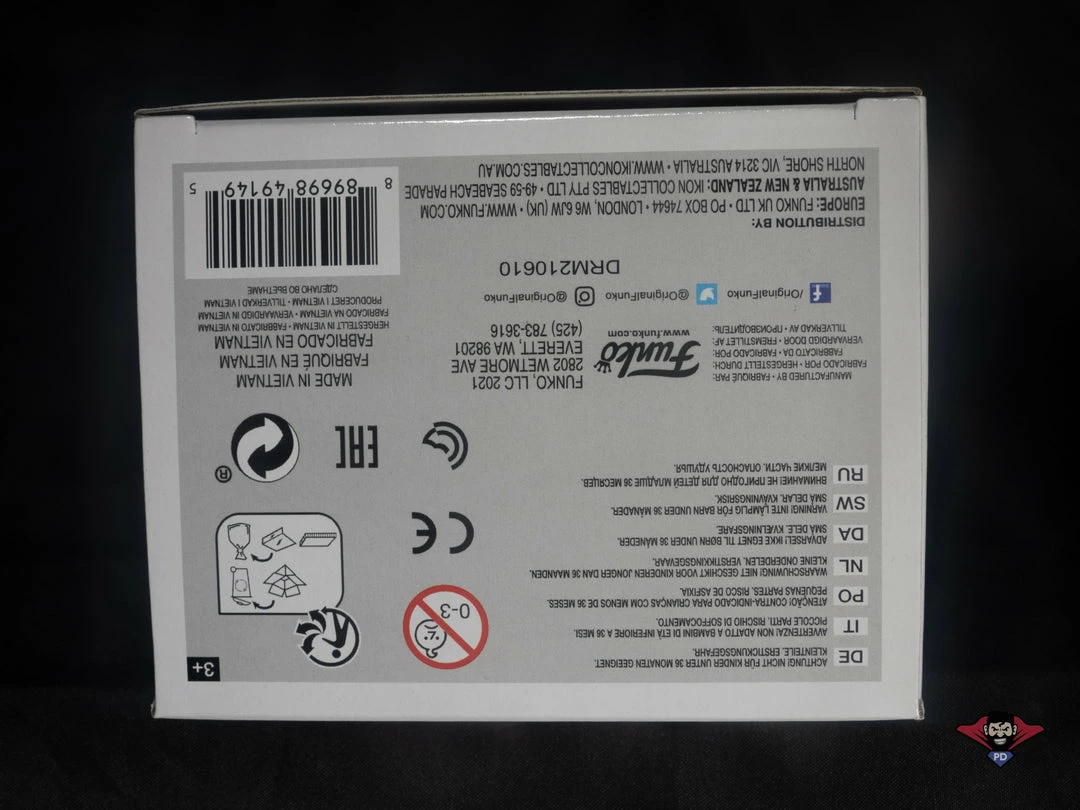 DE ACHTUNG! NICHT FÜR KINDER UNTER 36 MONATEN GEEIGNET.
KLEINTEILE. ERSTICKUNGSGEFAHR.
IT AVVERTENZA! NON ADATTO A BAMBINI DI ETÀ INFERIORE A 36 MESI.
PICCOLE PARTI. RISCHIO DI SOFFOCAMENTO.
PO ATENÇÃO! CONTRA-INDICADO PARA CRIANÇAS COM MENOS DE 36 MESES.
PEQUENAS PARTES. RISCO DE ASFIXIA.
NL WAARSCHUWING! NIET GESCHIKT VOOR KINDEREN JONGER DAN 36 MAANDEN.
KLEINE ONDERDELEN. VERSTIKKINGSGEVAAR.
DA ADVARSEL! IKKE EGNET TIL BØRN UNDER 36 MÅNEDER.
SMÅ DELE. KVÆLNINGSFARE.
SW VARNING! INTE LÄMPLIG FÖR BARN UNDER 36 MÅNADER.
SMÅ DELAR. KVÄVNINGSRISK.
RU ВНИМАНИЕ! НЕ ПРИГОДНО ДЛЯ ДЕТЕЙ МЛАДШЕ 36 МЕСЯЦЕВ.
МЕЛКИЕ ЧАСТИ. ОПАСНОСТЬ УДУШЬЯ.
0-3
3+
CE
EAC
®
MANUFACTURED BY • FABRIQUÉ PAR:
FABRICADO POR • HERGESTELLT DURCH:
FABRICATO DA • FABRICADO POR:
VERVAARDIGD DOOR • FREMSTILLET AF:
TILLVERKAD AV • ПРОИЗВОДИТЕЛЬ:
Funko
www.funko.com
FUNKO, LLC 2021
2802 WETMORE AVE
EVERETT, WA 98201
(425) 783-3616
MADE IN VIETNAM
FABRIQUÉ EN VIETNAM
FABRICADO EN VIETNAM
HERGESTELLT IN VIETNAM • FABBRICATO IN VIETNAM
FABRICADO NA VIETNAM • VERVAARDIGD IN VIETNAM
PRODUCERET I VIETNAM • TILLVERKAD I VIETNAM
СДЕЛАНО ВО ВЬЕТНАМЕ
/OriginalFunko @OriginalFunko @OriginalFunko
DRM210610
DISTRIBUTION BY:
EUROPE: FUNKO UK LTD • PO BOX 74644 • LONDON, W6 6JW (UK) • WWW.FUNKO.COM
AUSTRALIA & NEW ZEALAND: IKON COLLECTABLES PTY LTD • 49-59 SEABEACH PARADE
NORTH SHORE, VIC 3214 AUSTRALIA • WWW.IKONCOLLECTABLES.COM.AU
8 89698 49149 5
PD